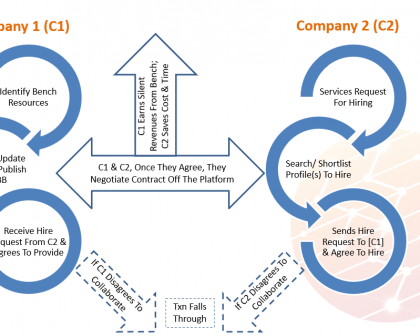 pany 1 (C1)
Company 2 (C2)
Identify Bench
Resources
Update
Publish
BB
Receive Hire
quest From C2 &
grees To Provide
C1 Earns Silent
Revenues From Bench;
C2 Saves Cost & Time
C1 & C2, Once They Agree, They
Negotiate Contract Off The Platform
Services Request
For Hiring
Search/ Shortlist
Profile(s) To Hire
Sends Hire
Request To [C1]
& Agree To Hire
If C1 Disagrees To
Collaborate
Txn Falls
Through
If C2 Disagrees To
Collaborate